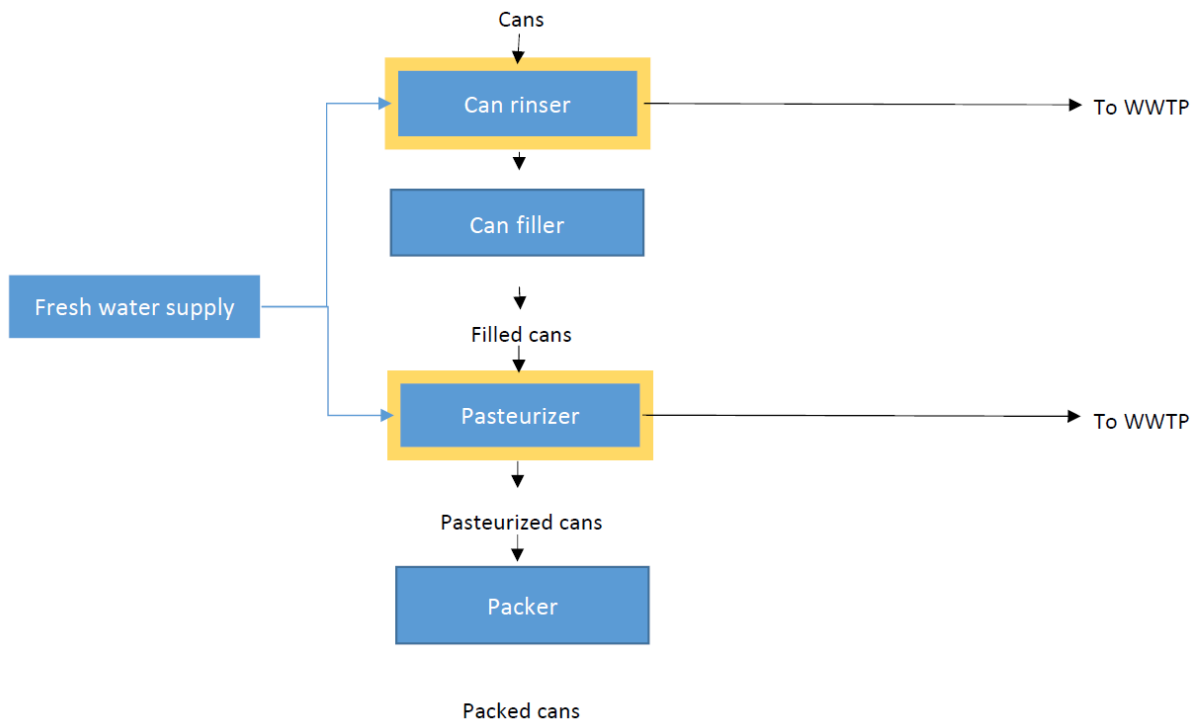 Cans
Can rinser
To WWTP
Can filler
Fresh water supply
Filled cans
Pasteurizer
To WWTP
Pasteurized cans
Packer
Packed cans